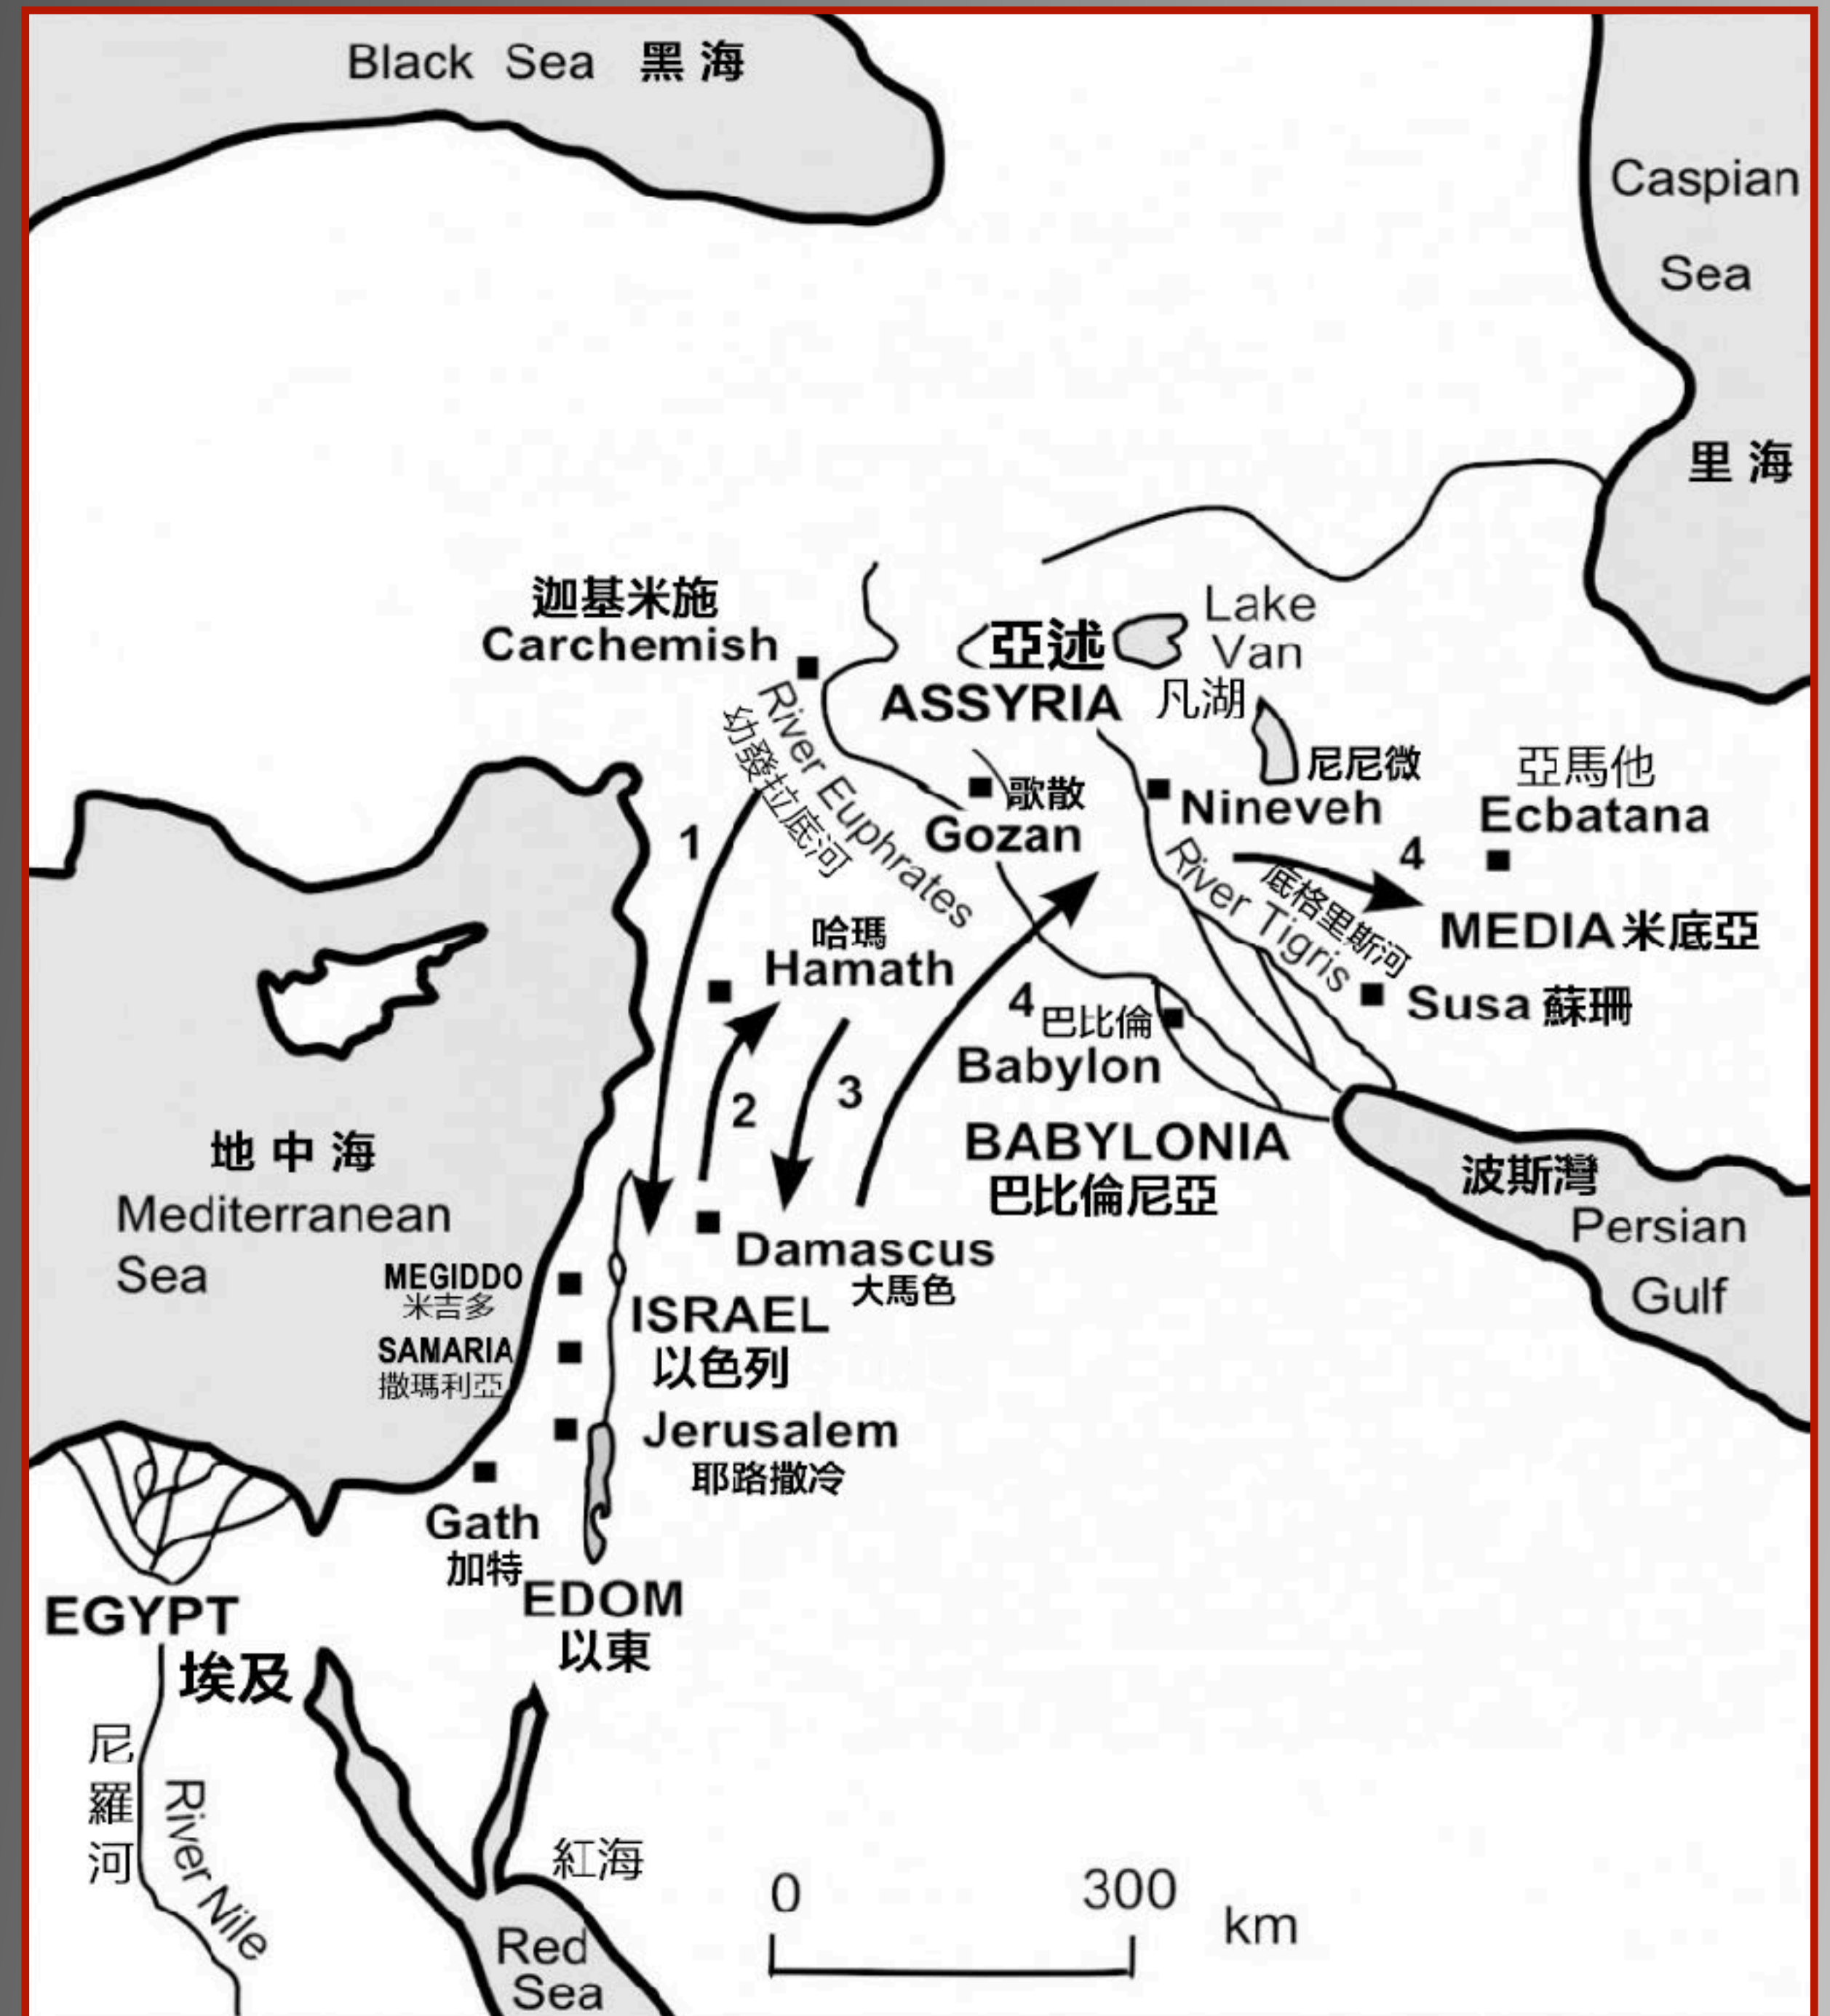 Black Sea 黑海
Caspian
Sea
里海
迦基米施
Carchemish
Lake
Van
凡湖
亞述
ASSYRIA
River Euphrates
幼發拉底河
歌散
Gozan
尼尼微
Nineveh
亞馬他
Ecbatana
1
4
River Tigris
底格里斯河
MEDIA 米底亞
哈瑪
Hamath
Susa 蘇珊
4
巴比倫
Babylon
2
3
BABYLONIA
巴比倫尼亞
地中海
Mediterranean
Sea
波斯灣
Persian
Gulf
Damascus
大馬色
MEGIDDO
米吉多
ISRAEL
以色列
SAMARIA
撒瑪利亞
Jerusalem
耶路撒冷
Gath
加特
EDOM
以東
EGYPT
埃及
尼羅河
River Nile
紅海
Red
Sea
0 300
km